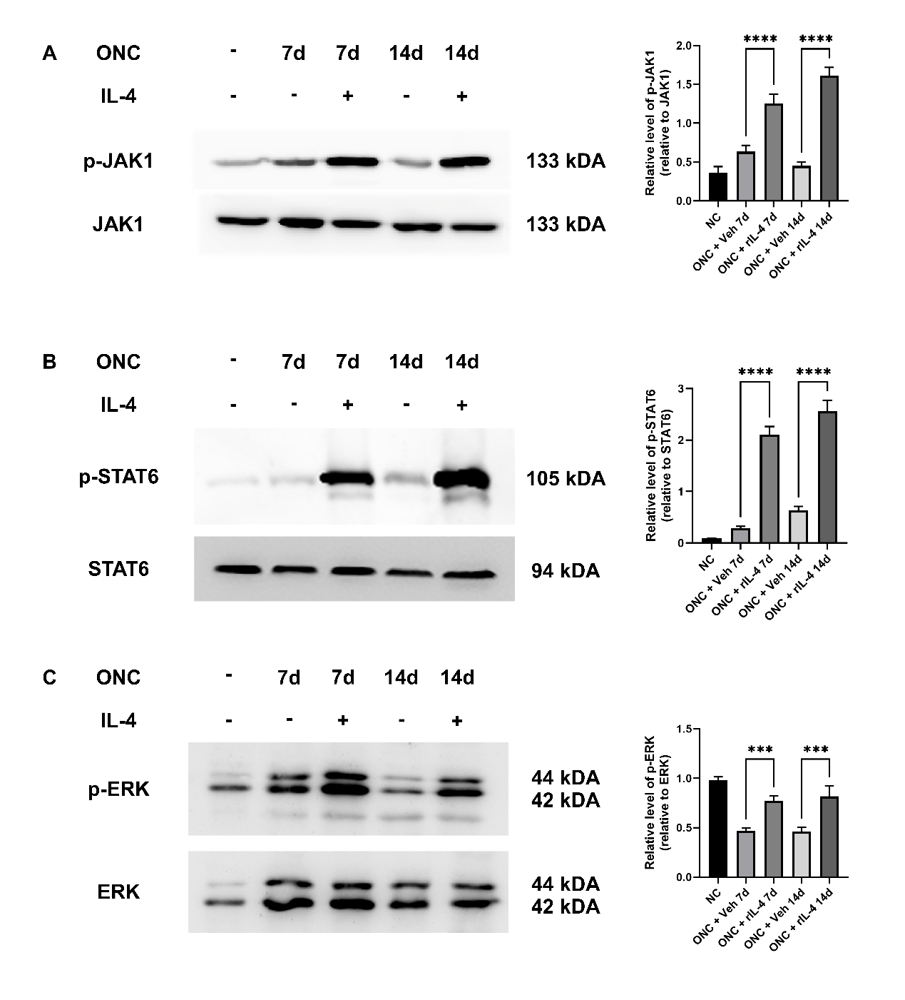 A ONC - 7d 7d 14d 14d
IL-4 - - + - +
p-JAK1 133 kDA
JAK1 133 kDA
**** ****
Relative level of p-JAK1
(relative to JAK1)
2.0
1.5
1.0
0.5
0.0
NC
ONC + Veh 7d
ONC + rIL-4 7d
ONC + Veh 14d
ONC + rIL-4 14d
B ONC - 7d 7d 14d 14d
IL-4 - - + - +
p-STAT6 105 kDA
STAT6 94 kDA
**** ****
Relative level of p-STAT6
(relative to STAT6)
3
2
1
0
NC
ONC + Veh 7d
ONC + rIL-4 7d
ONC + Veh 14d
ONC + rIL-4 14d
C ONC - 7d 7d 14d 14d
IL-4 - - + - +
p-ERK 44 kDA
42 kDA
ERK 44 kDA
42 kDA
*** ***
Relative level of p-ERK
(relative to ERK)
1.5
1.0
0.5
0.0
NC
ONC + Veh 7d
ONC + rIL-4 7d
ONC + Veh 14d
ONC + rIL-4 14d